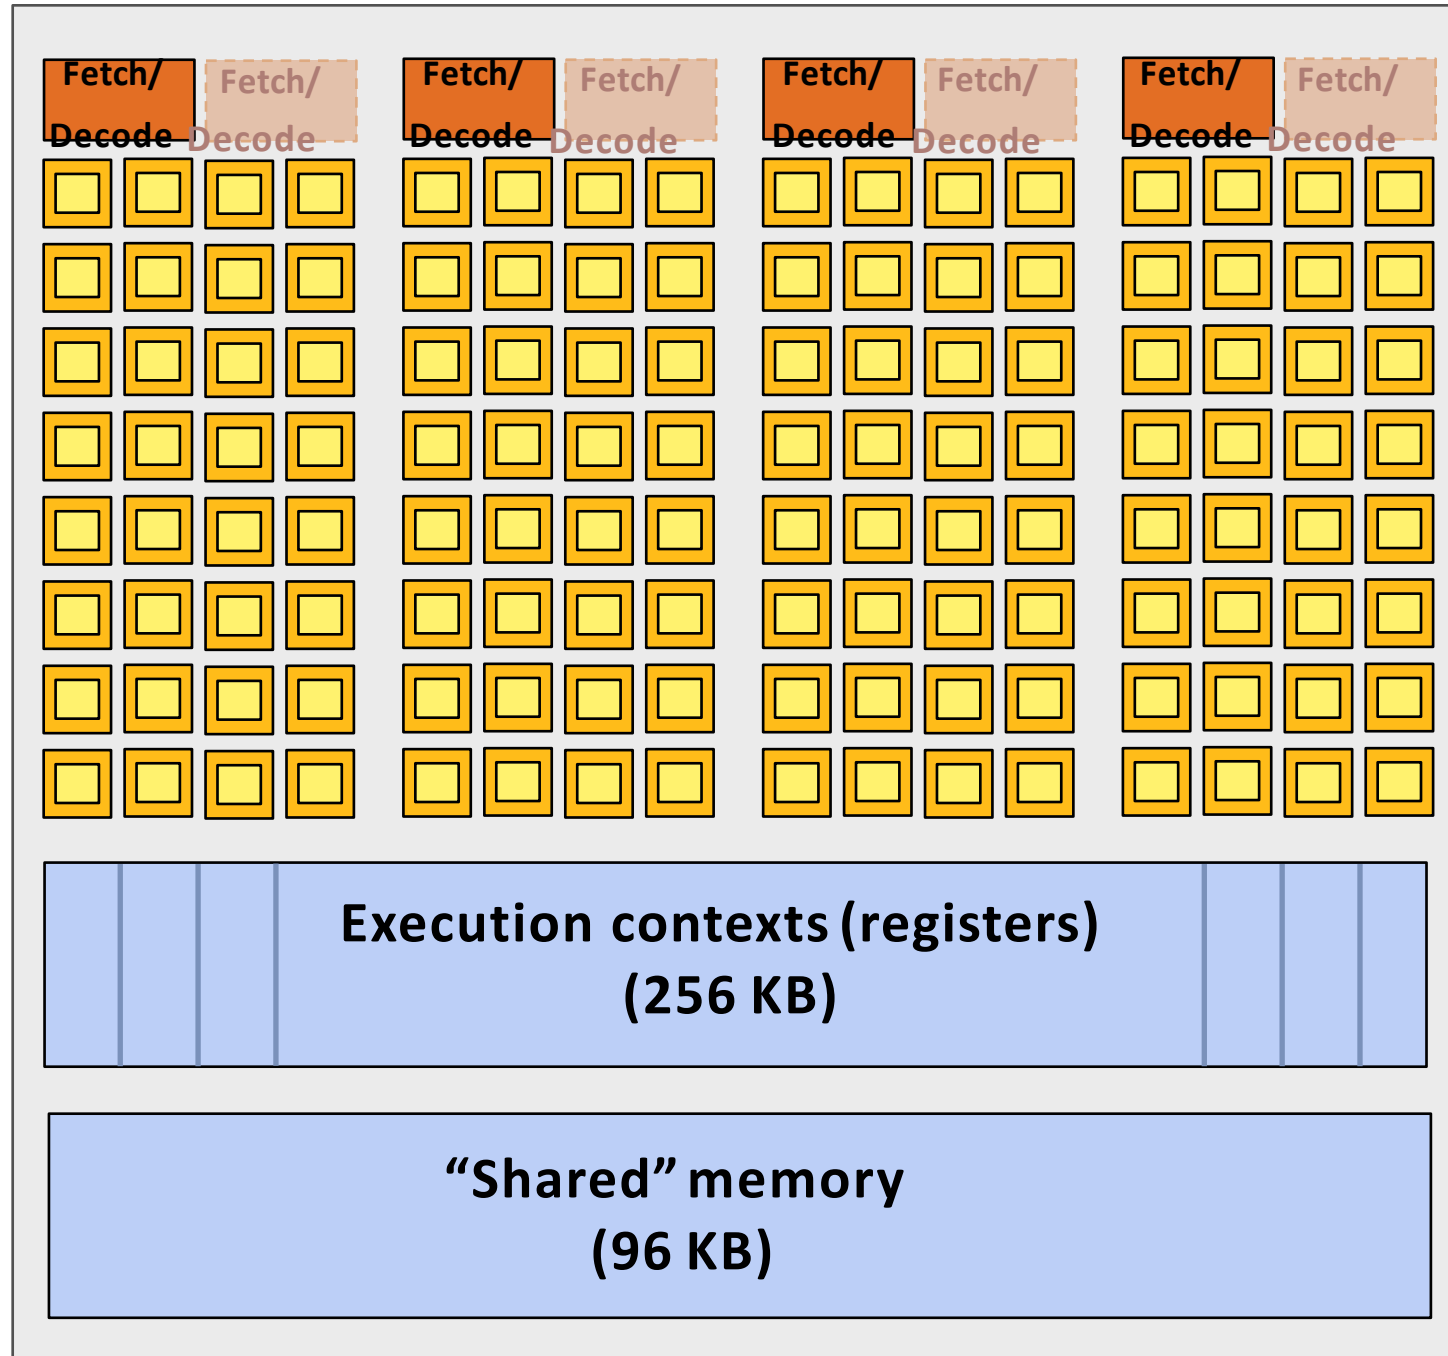 Fetch/
Decode
Fetch/
Decode
Fetch/
Decode
Fetch/
Decode
Fetch/
Decode
Fetch/
Decode
Fetch/
Decode
Fetch/
Decode
Execution contexts (registers)
(256 KB)
“Shared” memory
(96 KB)